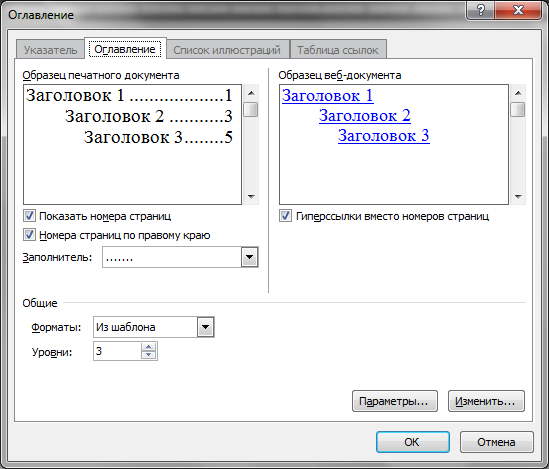 Оглавление
Указатель
Оглавление
Список иллюстраций
Таблица ссылок
Образец печатного документа
Заголовок 1 ....................1
Заголовок 2 ...........3
Заголовок 3........5
Показать номера страниц
Номера страниц по правому краю
Заполнитель: .......
Образец веб-документа
Заголовок 1
Заголовок 2
Заголовок 3
Гиперссылки вместо номеров страниц
Общие
Форматы: Из шаблона
Уровни: 3
Параметры...
Изменить...
ОК
Отмена